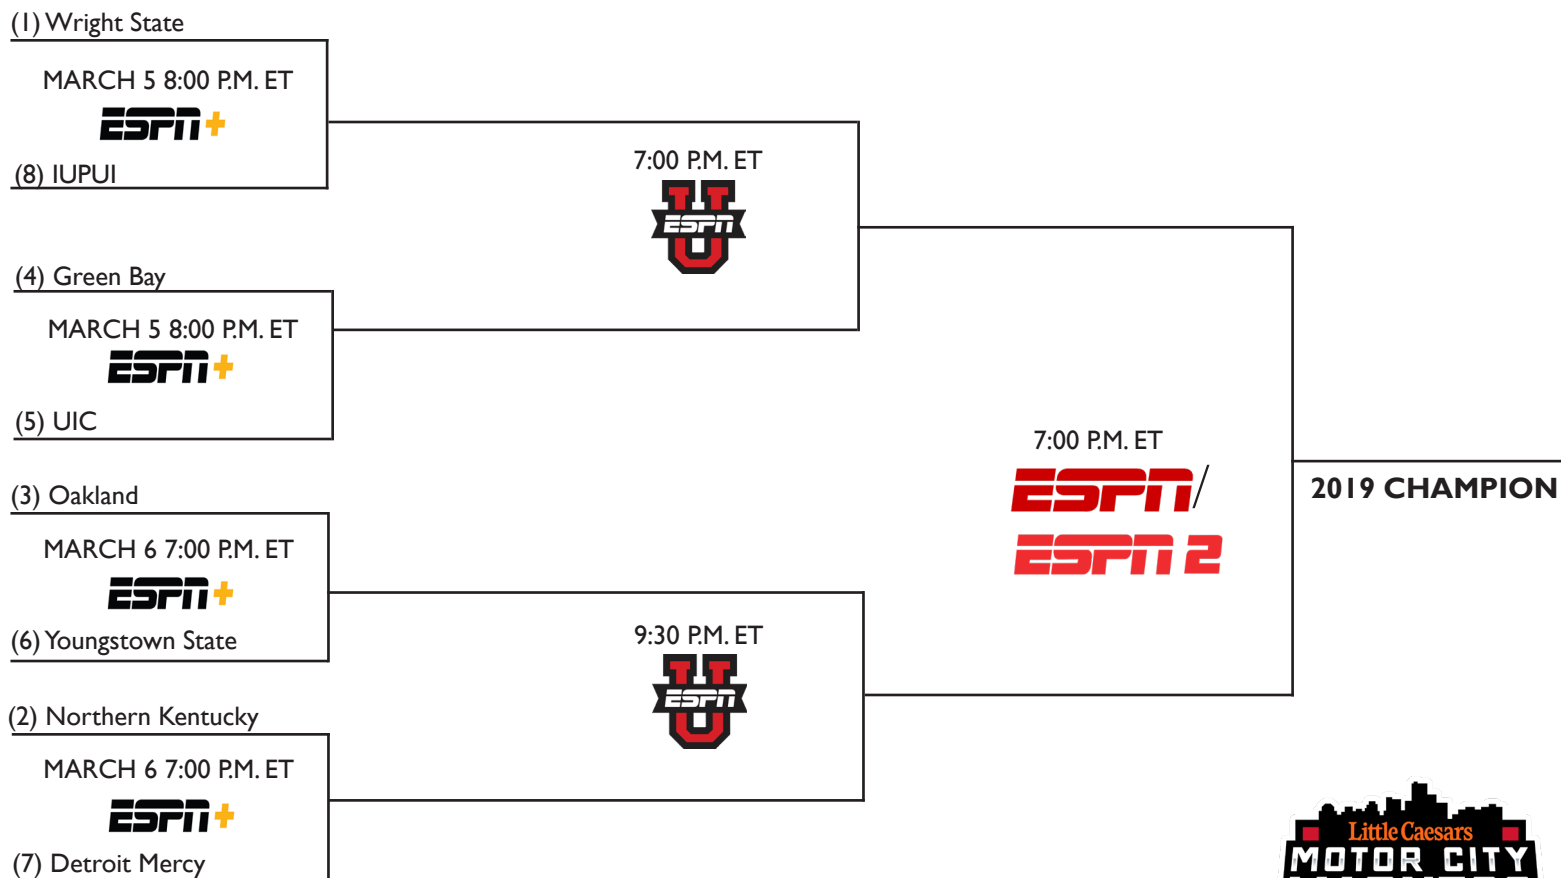 (1) Wright State
MARCH 5 8:00 P.M. ET
ESPN+
(8) IUPUI
(4) Green Bay
MARCH 5 8:00 P.M. ET
ESPN+
(5) UIC
(3) Oakland
MARCH 6 7:00 P.M. ET
ESPN+
(6) Youngstown State
(2) Northern Kentucky
MARCH 6 7:00 P.M. ET
ESPN+
(7) Detroit Mercy
7:00 P.M. ET
U
ESPN
9:30 P.M. ET
U
ESPN
7:00 P.M. ET
ESPN/
ESPN 2
2019 CHAMPION
Little Caesars
MOTOR CITY